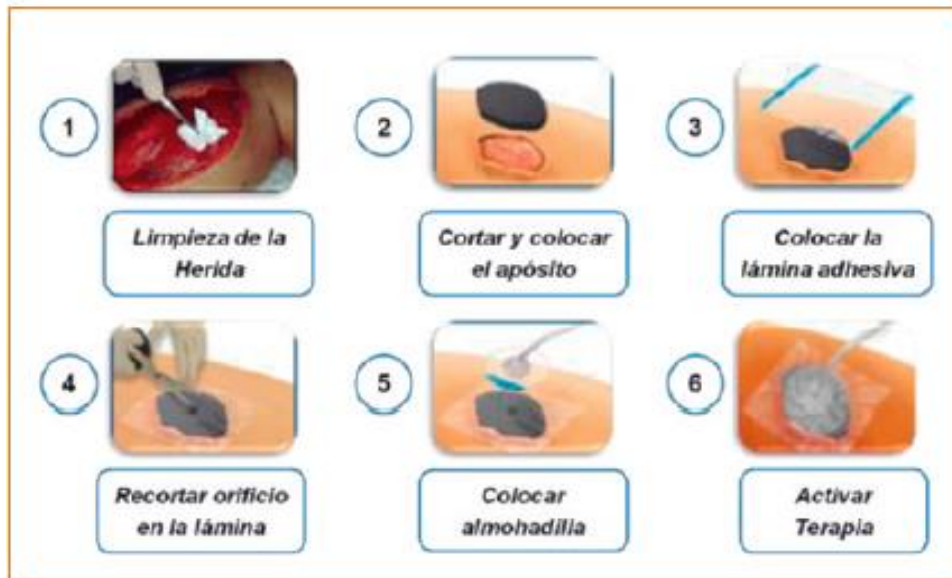 1
Limpieza de la
Herida
2
Cortar y colocar
el apósito
3
Colocar la
lámina adhesiva
4
Recortar orificio
en la lámina
5
Colocar
almohadilla
6
Activar
Terapia